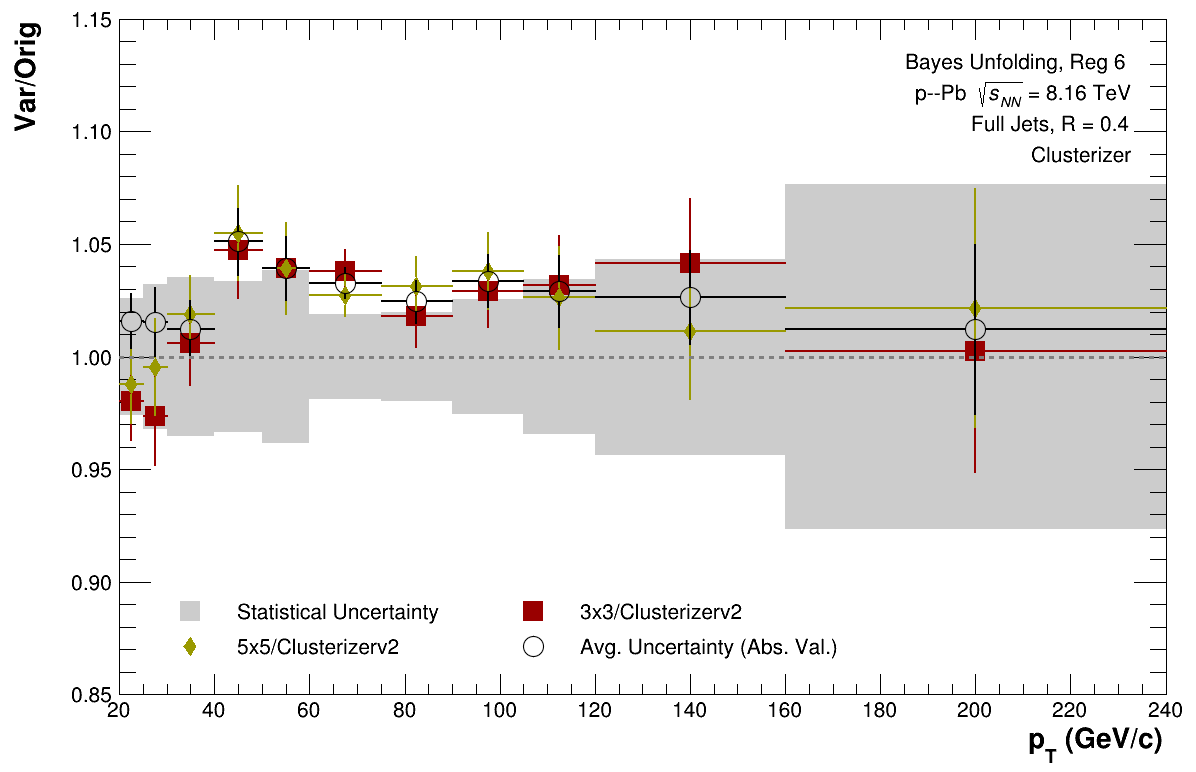 Var/Orig
1.15
1.10
1.05
1.00
0.95
0.90
0.85
Bayes Unfolding, Reg 6
p--Pb √sNN = 8.16 TeV
Full Jets, R = 0.4
Clusterizer
Statistical Uncertainty
3x3/Clusterizerv2
5x5/Clusterizerv2
Avg. Uncertainty (Abs. Val.)
20 40 60 80 100 120 140 160 180 200 220 240
pT (GeV/c)